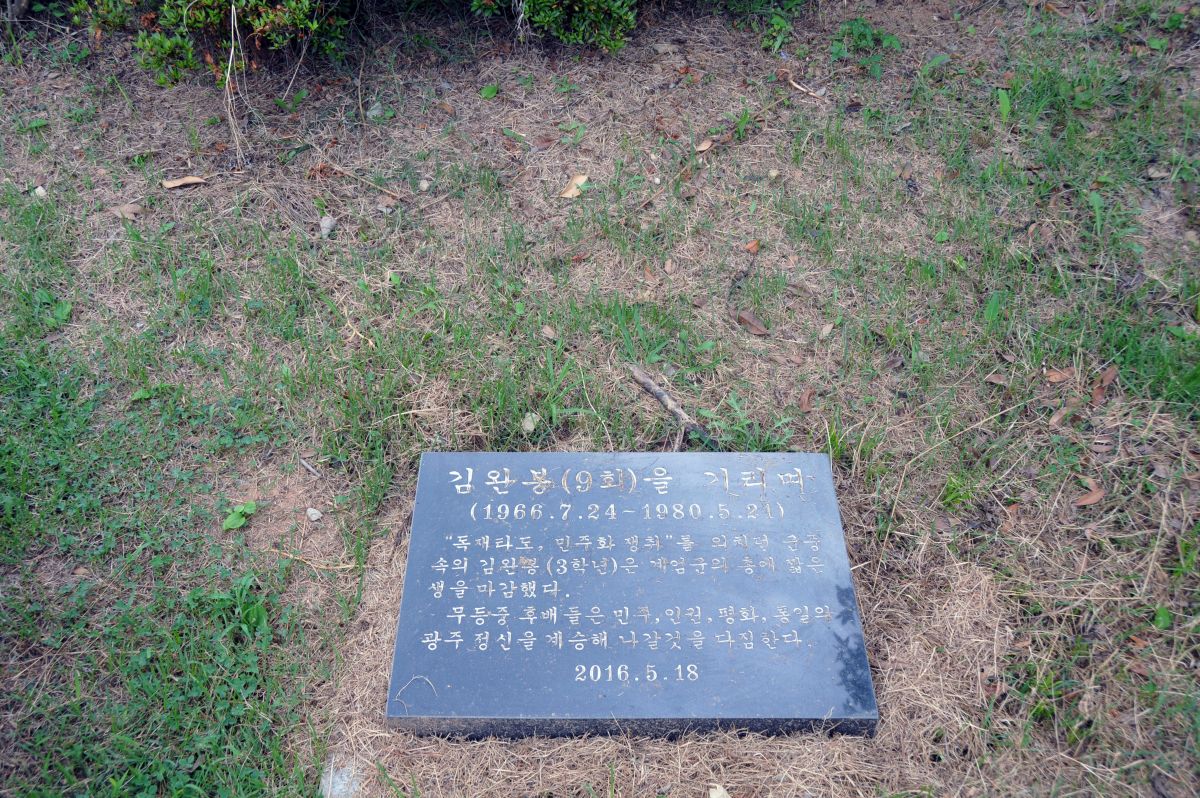 김완봉(9회)을 기리며
(1966.7.24~1980.5.21)
"독재타도, 민주화 쟁취"를 외치던 군중
속의 김완봉(3학년)은 계엄군의 총에 짧은
생을 마감했다.
무등중 후배들은 민주, 인권, 평화, 통일의
광주 정신을 계승해 나갈것을 다짐한다.
2016.5.18